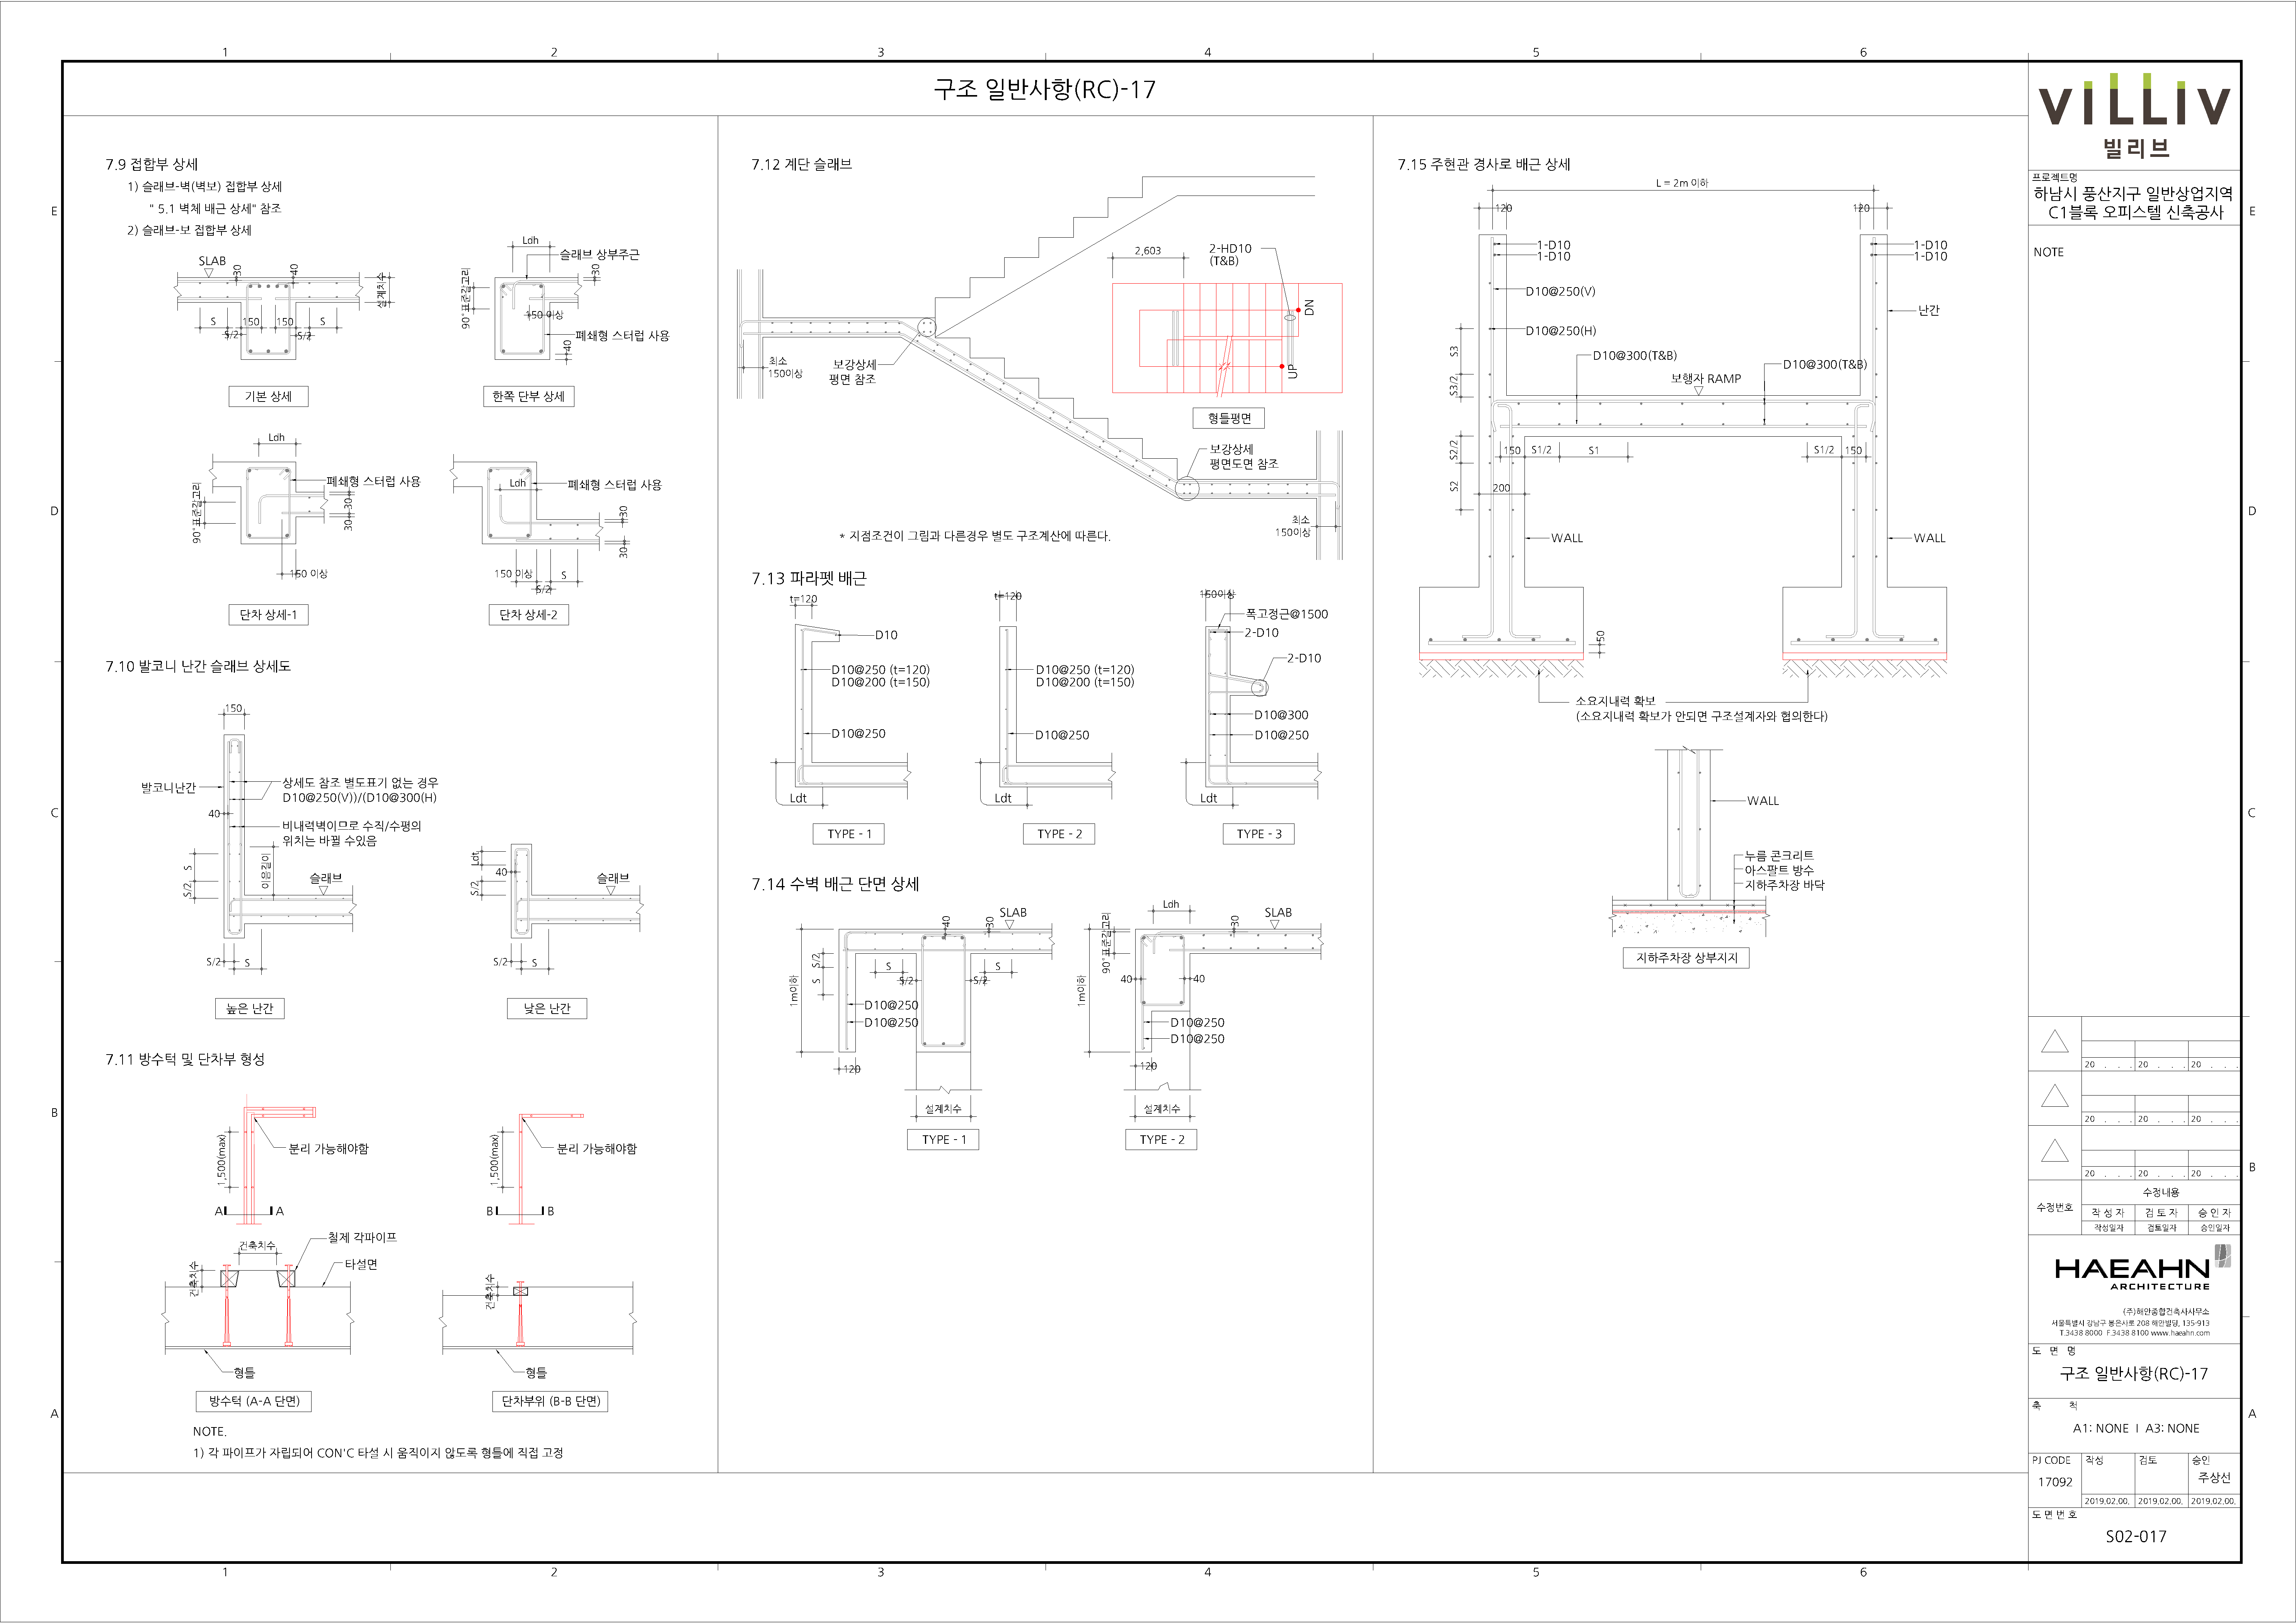 1 2 3 4 5 6
구조 일반사항(RC)-17
7.9 접합부 상세
1) 슬래브-벽(벽보) 접합부 상세
" 5.1 벽체 배근 상세" 참조
2) 슬래브-보 접합부 상세
SLAB
30
40
설계치수
S
150
150
S
S/2
S/2
기본 상세
Ldh
슬래브 상부주근
30
90°표준갈고리
150 이상
폐쇄형 스터럽 사용
40
한쪽 단부 상세
Ldh
폐쇄형 스터럽 사용
90°표준갈고리
30
30
150 이상
단차 상세-1
Ldh
폐쇄형 스터럽 사용
30
30
150 이상
S
S/2
단차 상세-2
7.10 발코니 난간 슬래브 상세도
150
발코니난간
상세도 참조 별도표기 없는 경우
D10@250(V))/(D10@300(H)
40
비내력벽이므로 수직/수평의
위치는 바뀔 수있음
이음길이
S
S/2
슬래브
S/2
S
높은 난간
Ldt
40
S/2
슬래브
S/2
S
낮은 난간
7.11 방수턱 및 단차부 형성
1,500(max)
분리 가능해야함
A A
1,500(max)
분리 가능해야함
B B
건축치수
철제 각파이프
타설면
건축치수
형틀
방수턱 (A-A 단면)
건축치수
형틀
단차부위 (B-B 단면)
NOTE.
1) 각 파이프가 자립되어 CON'C 타설 시 움직이지 않도록 형틀에 직접 고정
7.12 계단 슬래브
최소
150이상
보강상세
평면 참조
2,603
2-HD10
(T&B)
DN
UP
형틀평면
보강상세
평면도면 참조
최소
150이상
* 지점조건이 그림과 다른경우 별도 구조계산에 따른다.
7.13 파라펫 배근
t=120
D10
D10@250 (t=120)
D10@200 (t=150)
D10@250
Ldt
TYPE - 1
t=120
D10@250 (t=120)
D10@200 (t=150)
D10@250
Ldt
TYPE - 2
150이상
폭고정근@1500
2-D10
2-D10
D10@300
D10@250
Ldt
TYPE - 3
7.14 수벽 배근 단면 상세
SLAB
40
30
1m이하
S/2
S
S
S/2
S
S/2
D10@250
D10@250
120
설계치수
TYPE - 1
Ldh
SLAB
30
90°표준갈고리
1m이하
40
40
D10@250
D10@250
120
설계치수
TYPE - 2
7.15 주현관 경사로 배근 상세
L = 2m 이하
120
120
1-D10
1-D10
1-D10
1-D10
D10@250(V)
난간
D10@250(H)
S3
S3/2
D10@300(T&B)
D10@300(T&B)
보행자 RAMP
S2/2
S2
150
S1/2
S1
S1/2
150
200
WALL
WALL
50
소요지내력 확보
(소요지내력 확보가 안되면 구조설계자와 협의한다)
WALL
누름 콘크리트
아스팔트 방수
지하주차장 바닥
지하주차장 상부지지
VILLIV
빌리브
프로젝트명
하남시 풍산지구 일반상업지역
C1블록 오피스텔 신축공사
NOTE
20 . . . 20 . . . 20 . . .
20 . . . 20 . . . 20 . . .
20 . . . 20 . . . 20 . . .
수정번호
수정내용
작 성 자 검 토 자 승 인 자
작성일자 검토일자 승인일자
HAEAHN
ARCHITECTURE
(주)해안종합건축사사무소
서울특별시 강남구 봉은사로 208 해안빌딩, 135-913
T.3438 8000 F.3438 8100 www.haeahn.com
도 면 명
구조 일반사항(RC)-17
축 척
A1: NONE I A3: NONE
PJ CODE 작성 검토 승인
17092 주상선
2019.02.00. 2019.02.00. 2019.02.00.
도 면 번 호
S02-017
E
D
C
B
A
E
D
C
B
A
1 2 3 4 5 6